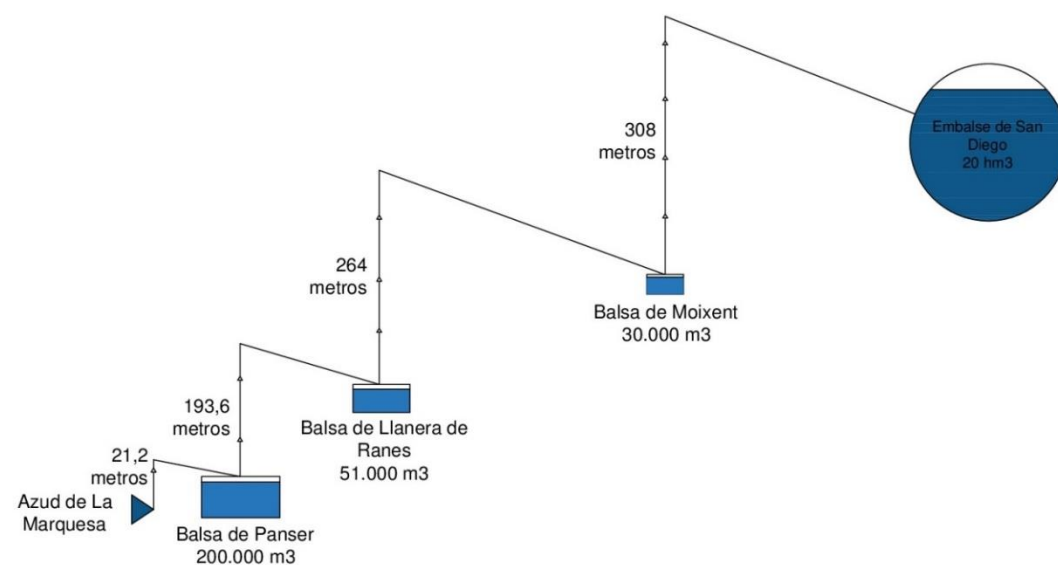 308
metros
Embalse de San
Diego
20 hm3
264
metros
Balsa de Moixent
30.000 m3
193,6
metros
Balsa de Llanera de
Ranes
51.000 m3
21,2
metros
Azud de La
Marquesa
Balsa de Panser
200.000 m3